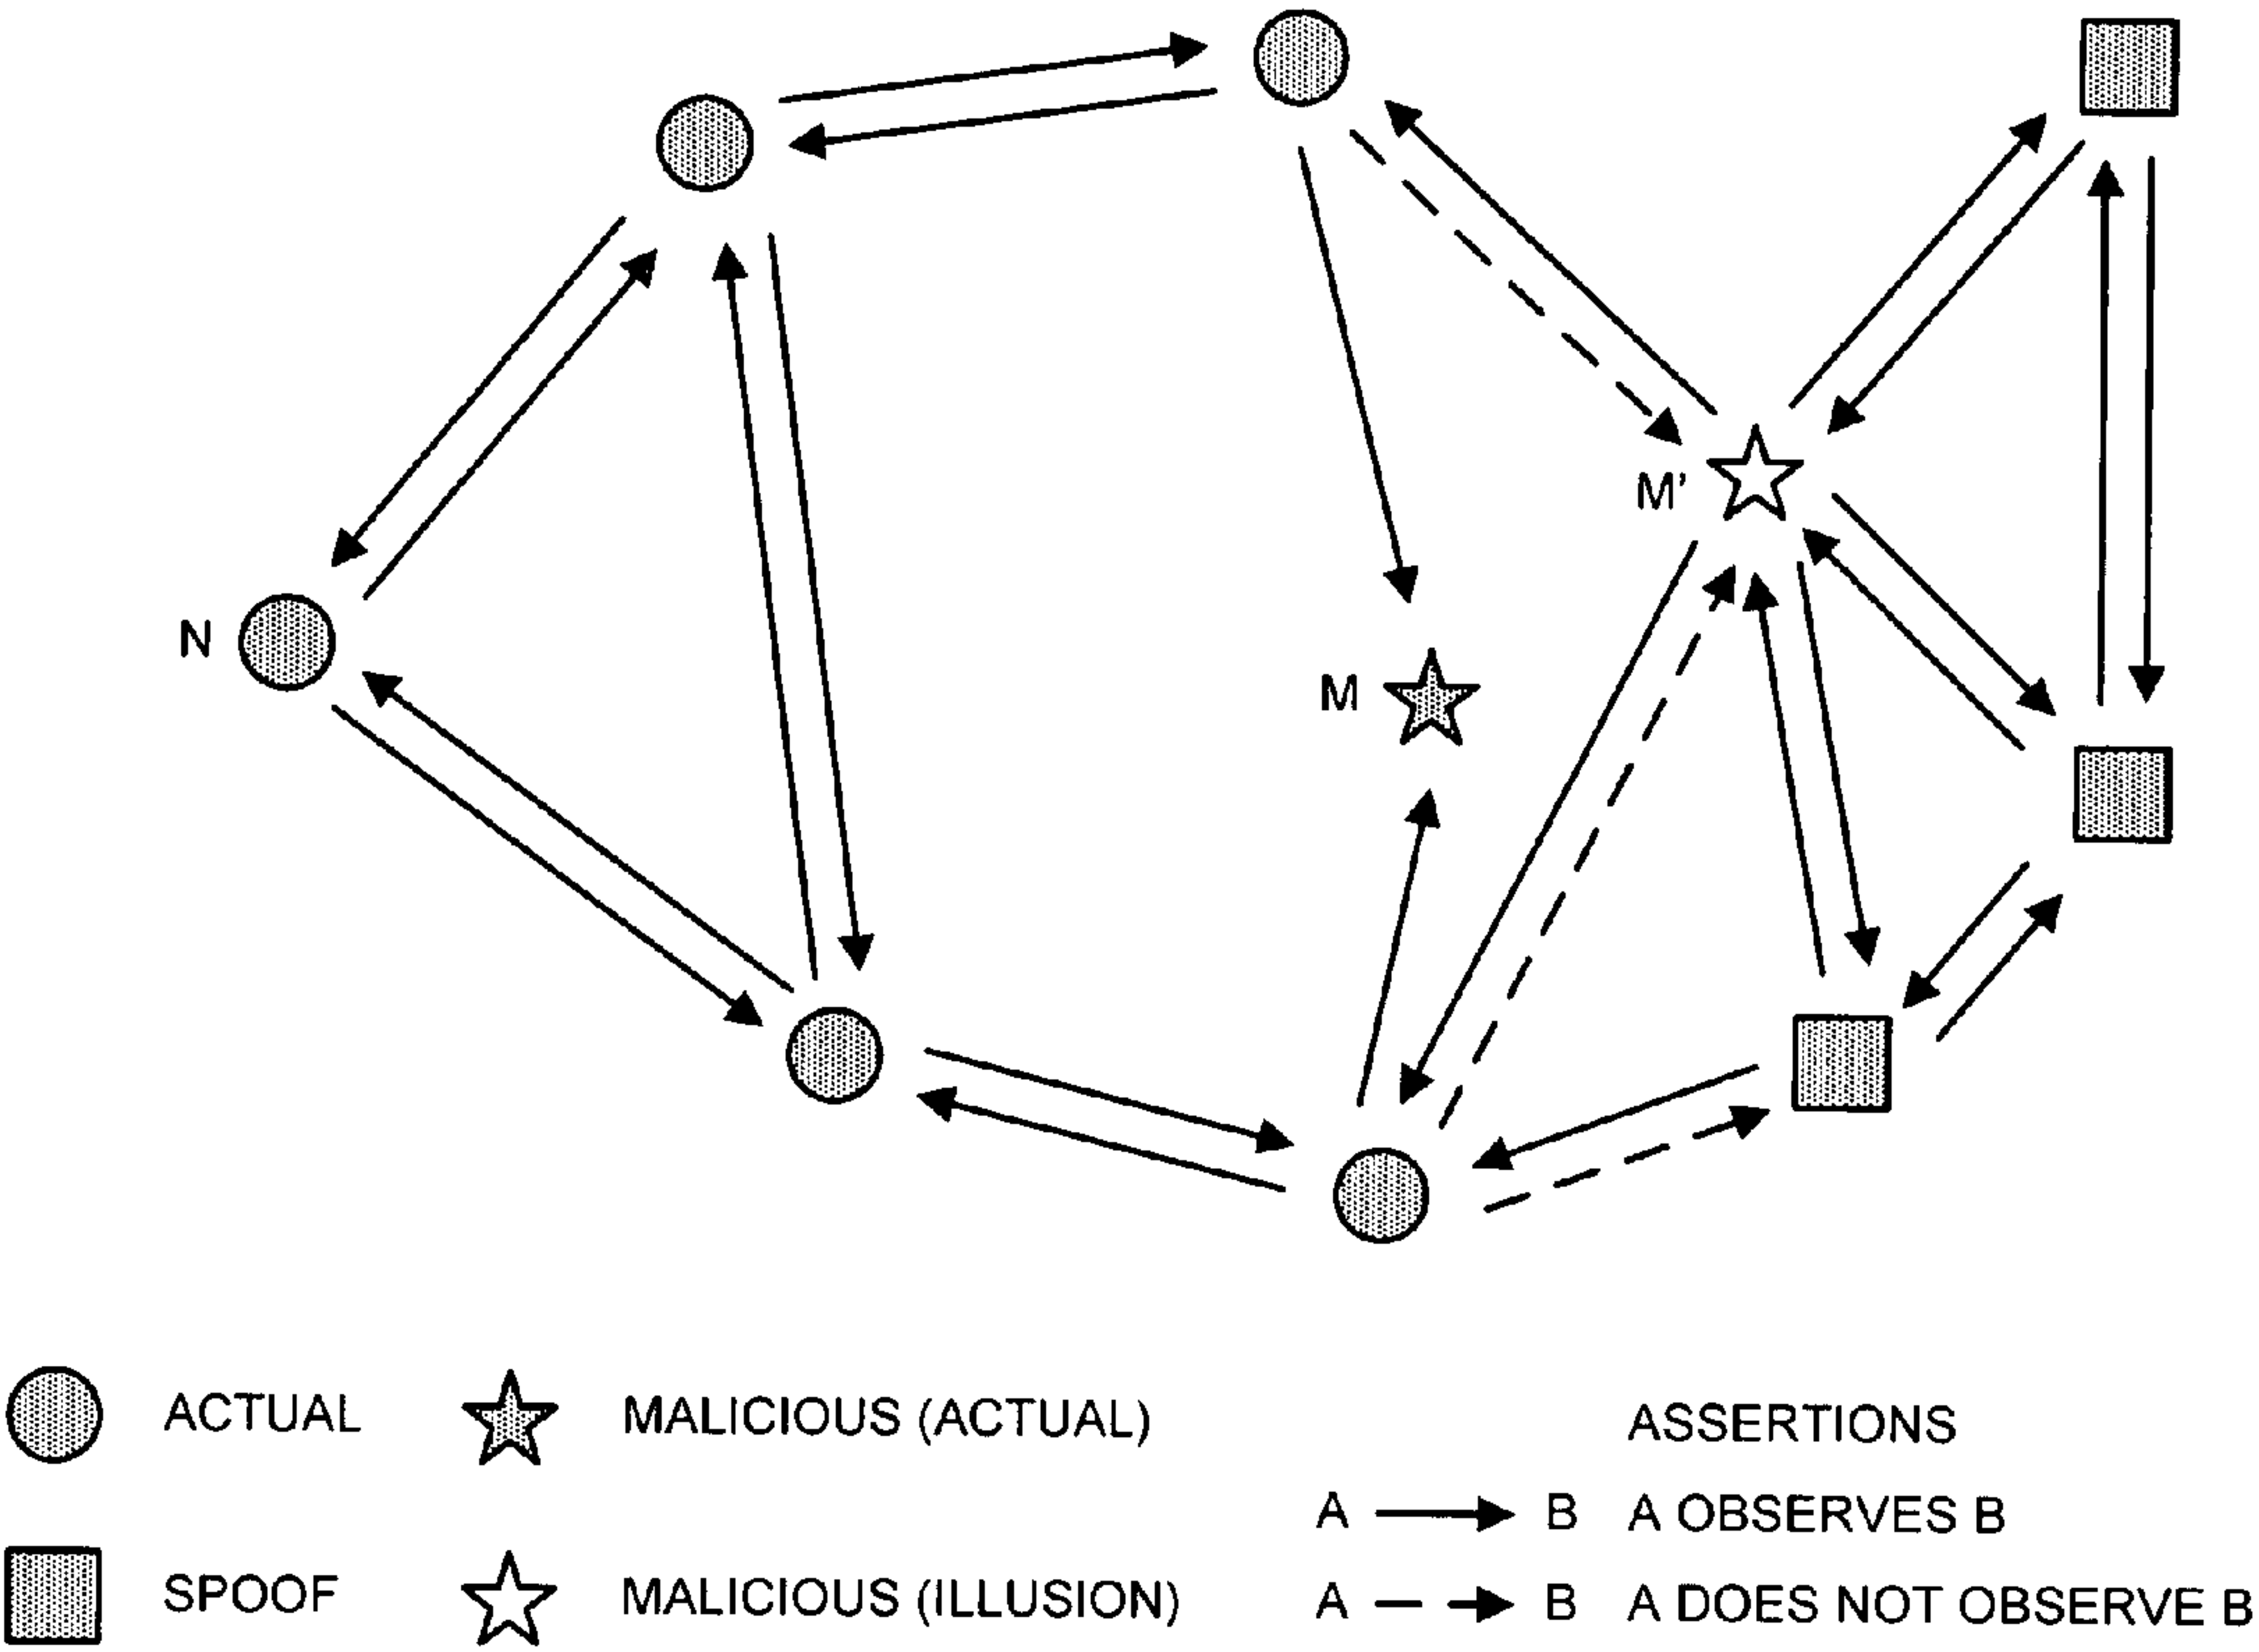 M'
N
M
ACTUAL
MALICIOUS (ACTUAL)
ASSERTIONS
A B A OBSERVES B
SPOOF
MALICIOUS (ILLUSION)
A B A DOES NOT OBSERVE B